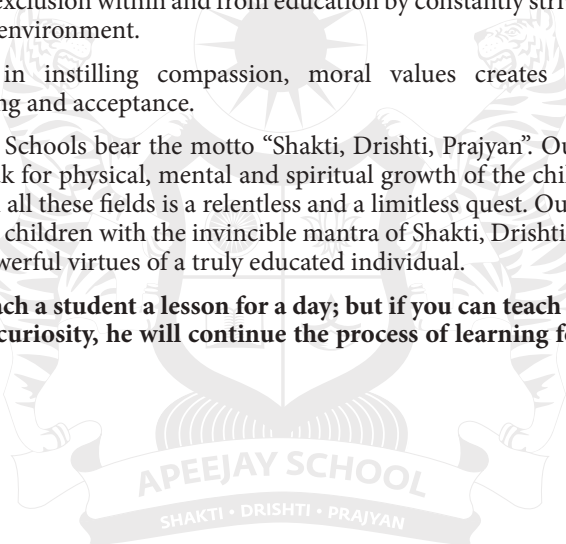 exclusion within and from education by constantly stri
environment.
in instilling compassion, moral values creates
ng and acceptance.
Schools bear the motto “Shakti, Drishti, Prajyan”. Ou
k for physical, mental and spiritual growth of the chil
all these fields is a relentless and a limitless quest. Ou
children with the invincible mantra of Shakti, Drishti
werful virtues of a truly educated individual.
ach a student a lesson for a day; but if you can teach
curiosity, he will continue the process of learning fo
APEEJAY SCHOOL
SHAKTI • DRISHTI • PRAJYAN